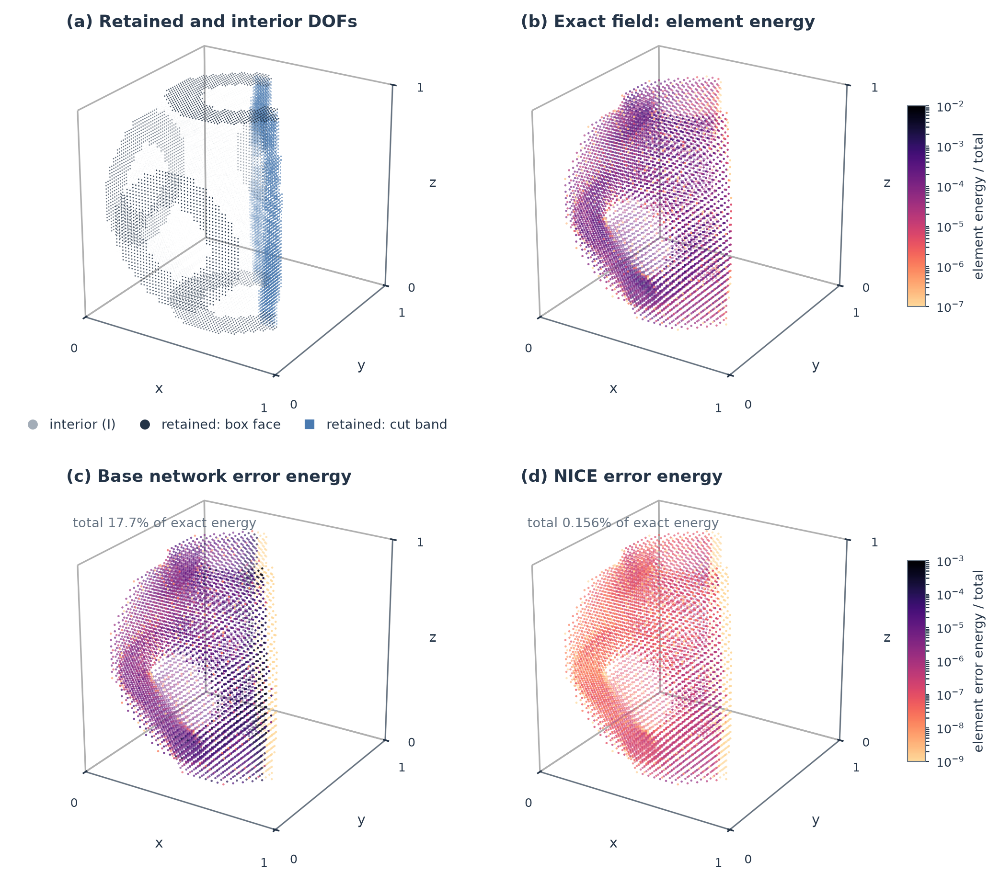 (a) Retained and interior DOFs
1
z
0
1
y
0
x
1 0
interior (I) retained: box face retained: cut band
(b) Exact field: element energy
1
z
0
1
y
0
x
1 0
10⁻²
10⁻³
10⁻⁴
10⁻⁵
10⁻⁶
10⁻⁷
element energy / total
(c) Base network error energy
total 17.7% of exact energy
1
z
0
1
y
0
x
1 0
(d) NICE error energy
total 0.156% of exact energy
1
z
0
1
y
0
x
1 0
10⁻³
10⁻⁴
10⁻⁵
10⁻⁶
10⁻⁷
10⁻⁸
10⁻⁹
element error energy / total